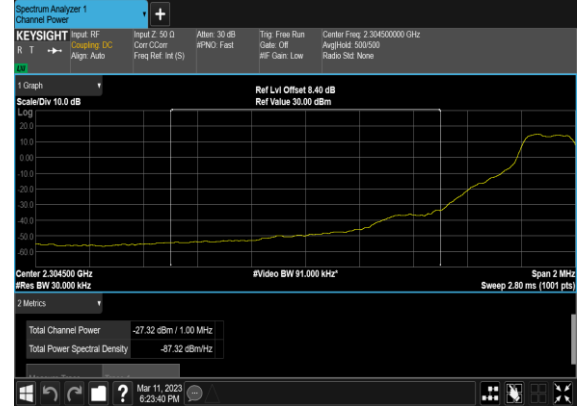 Spectrum Analyzer 1
Channel Power
+
KEYSIGHT
R T
LXI
Input: RF
Coupling: DC
Align: Auto
Input Z: 50 Ω
Corr CCorr
Freq Ref: Int (S)
Atten: 30 dB
#PNO: Fast
Trig: Free Run
Gate: Off
#IF Gain: Low
Center Freq: 2.304500000 GHz
Avg|Hold: 500/500
Radio Std: None
1 Graph
Scale/Div 10.0 dB
Ref Lvl Offset 8.40 dB
Ref Value 30.00 dBm
Log
20.0
10.0
0.00
-10.0
-20.0
-30.0
-40.0
-50.0
-60.0
Center 2.304500 GHz
#Res BW 30.000 kHz
#Video BW 91.000 kHz*
Span 2 MHz
Sweep 2.80 ms (1001 pts)
2 Metrics
Total Channel Power -27.32 dBm / 1.00 MHz
Total Power Spectral Density -87.32 dBm/Hz
?
Mar 11, 2023
6:23:40 PM